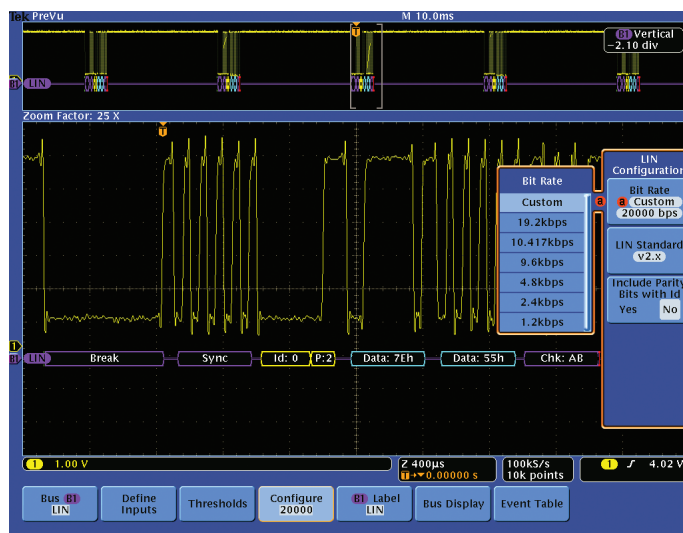 Tek PreVu M 10.0ms
B1 Vertical
-2.10 div
T
B1 LIN
Zoom Factor: 25 X
T
LIN
Configuration
Bit Rate
a Custom
20000 bps
LIN Standard
v2.x
Include Parity
Bits with Id
Yes No
Bit Rate
a
Custom
19.2kbps
10.417kbps
9.6kbps
4.8kbps
2.4kbps
1.2kbps
1
B1 LIN Break Sync Id: 0 P:2 Data: 7Eh Data: 55h Chk: AB
1 1.00 V
Z 400µs
T→▼0.00000 s
100kS/s
10k points
1 4.02 V
Bus B1
LIN
Define
Inputs
Thresholds
Configure
20000
B1 Label
LIN
Bus Display
Event Table